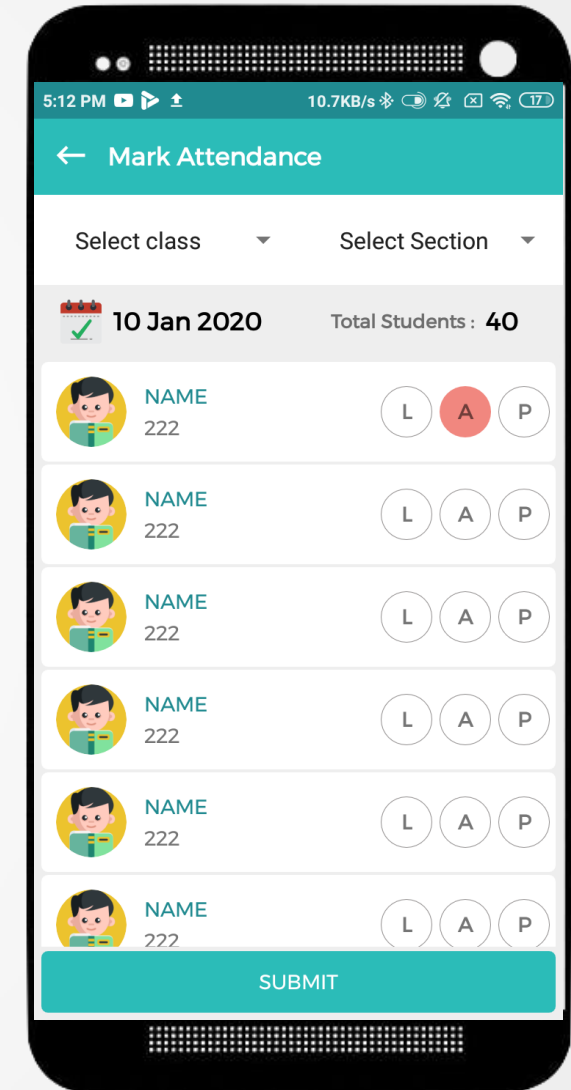 5:12 PM 10.7KB/s 17
Mark Attendance
Select class Select Section
10 Jan 2020 Total Students : 40
NAME
222
L A P
NAME
222
L A P
NAME
222
L A P
NAME
222
L A P
NAME
222
L A P
NAME
222
L A P
SUBMIT